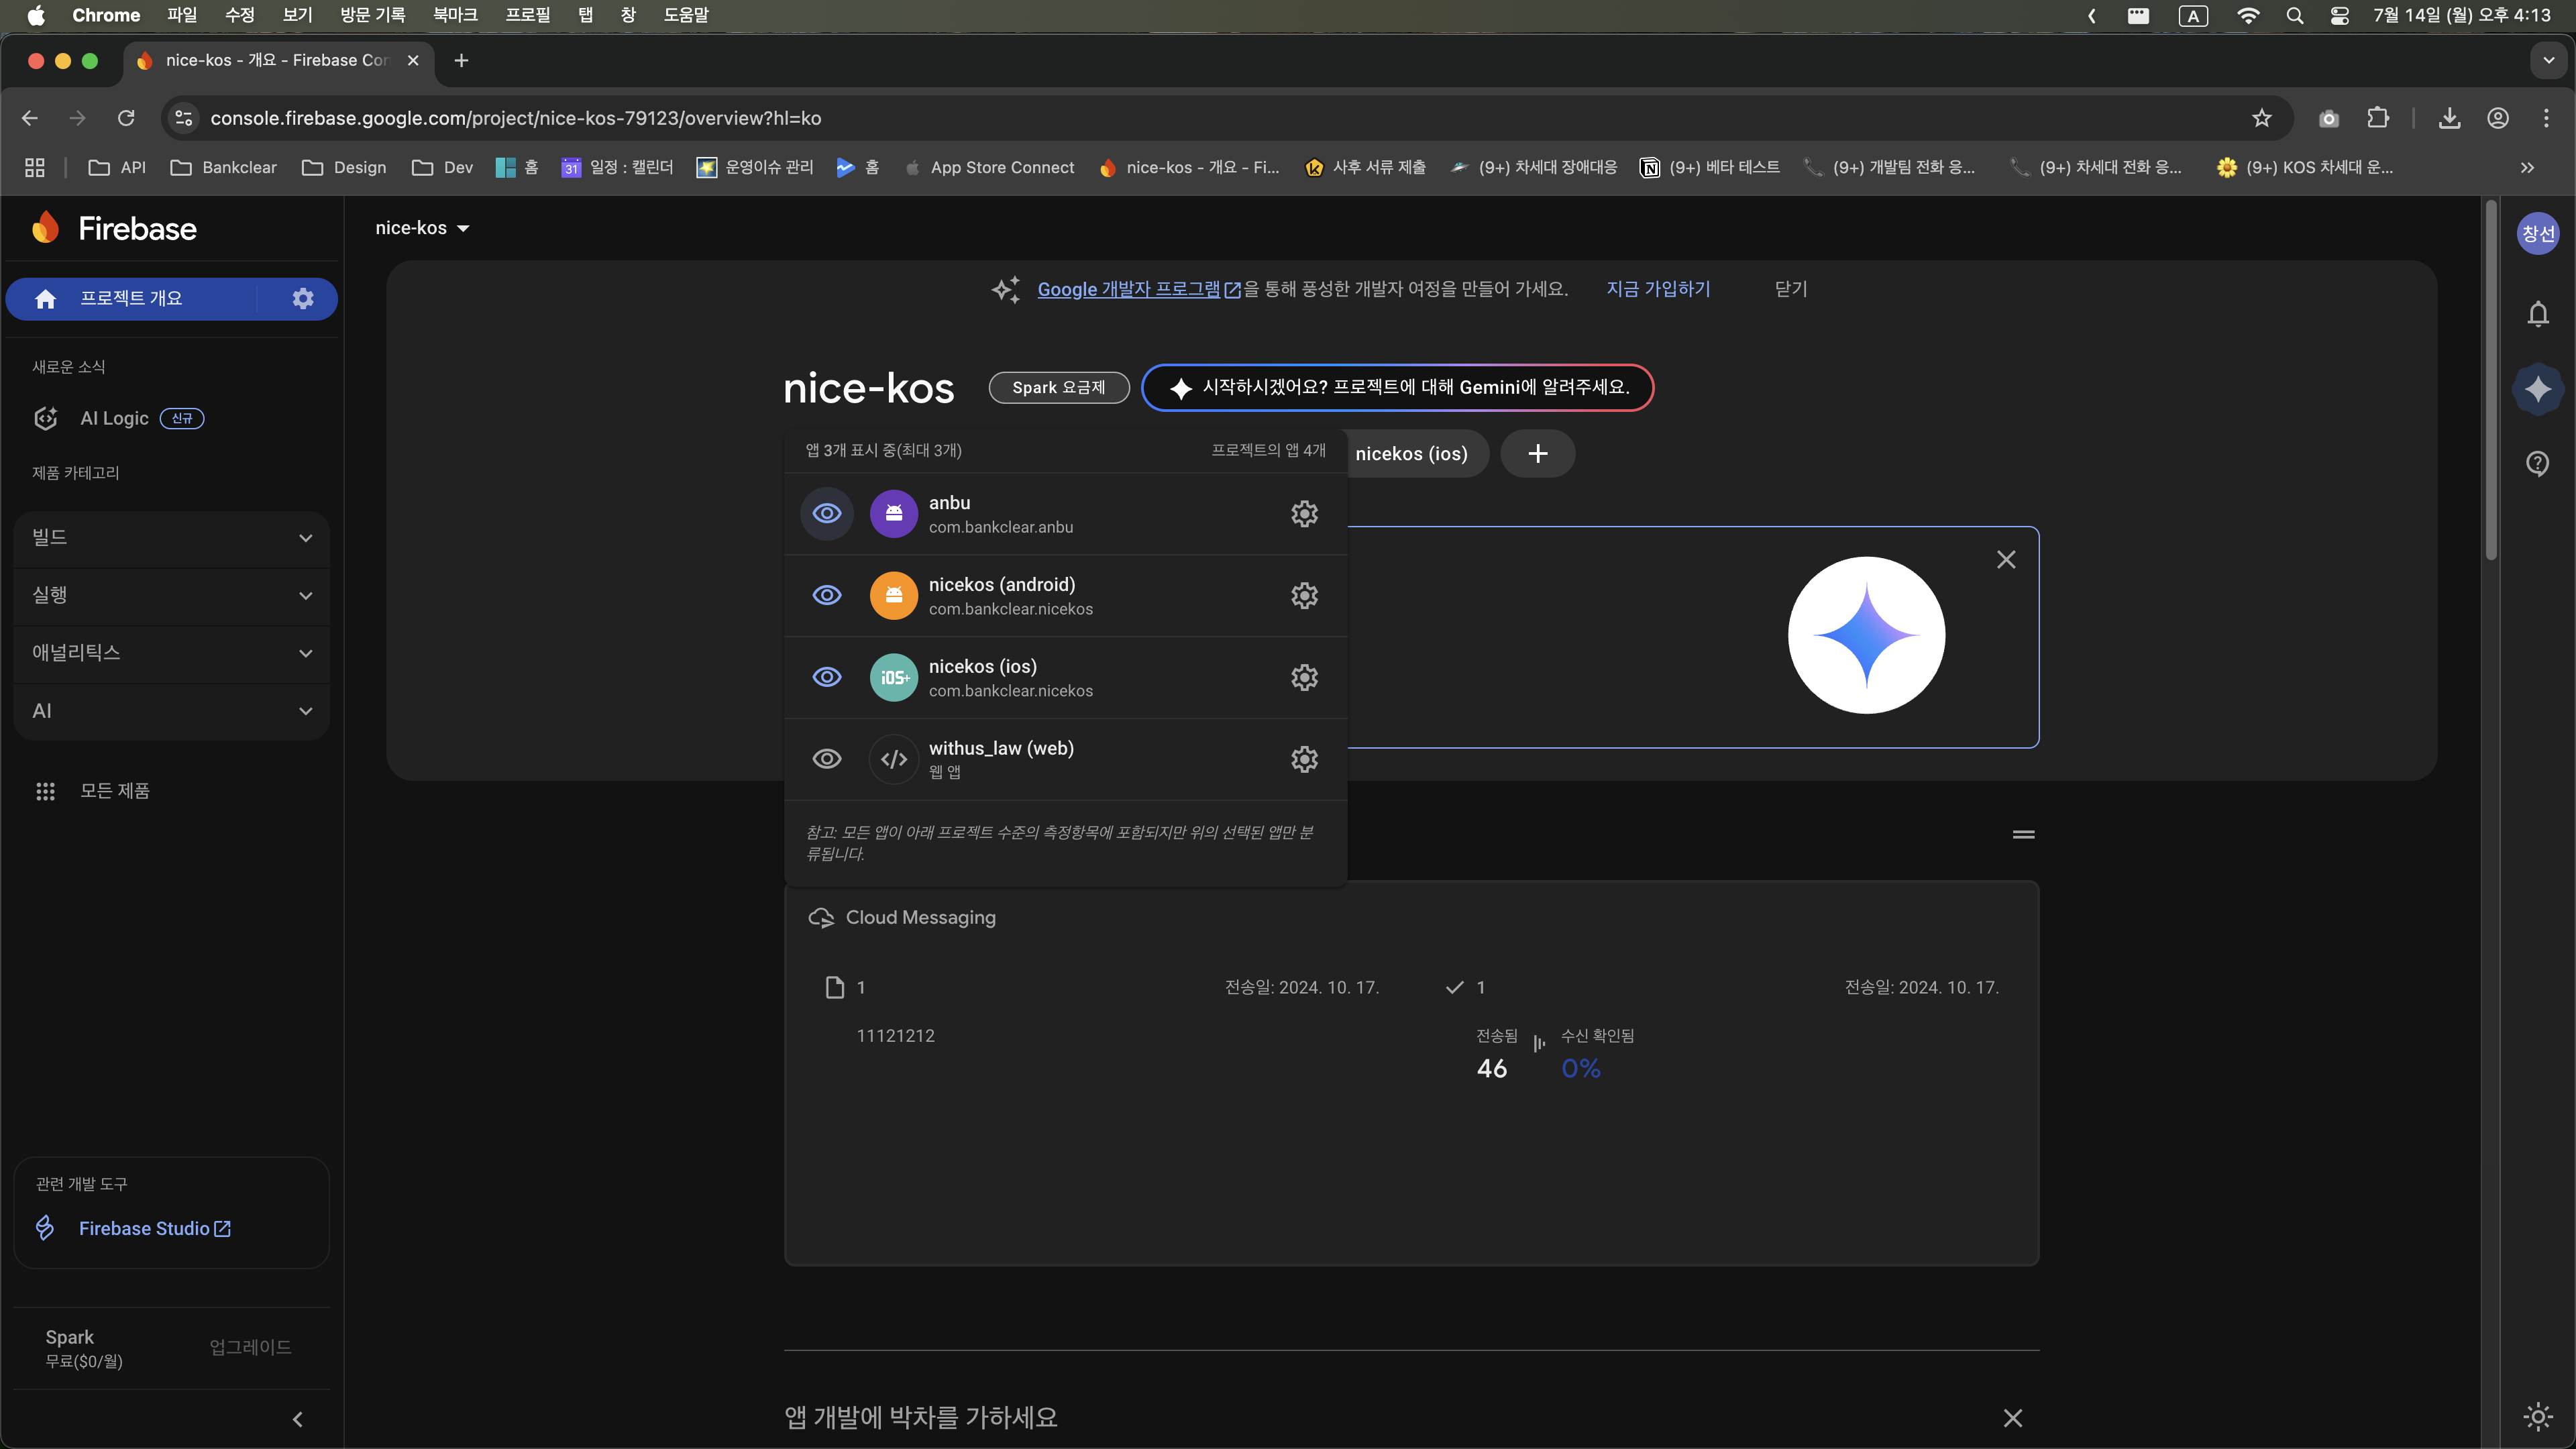 Chrome 파일 수정 보기 방문 기록 북마크 프로필 탭 창 도움말 A 7월 14일 (월) 오후 4:13
nice-kos - 개요 - Firebase Con
console.firebase.google.com/project/nice-kos-79123/overview?hl=ko
API Bankclear Design Dev 홈 31 일정 : 캘린더 운영이슈 관리 홈 App Store Connect nice-kos - 개요 - Fi... 사후 서류 제출 (9+) 차세대 장애대응 (9+) 베타 테스트 (9+) 개발팀 전화 응... (9+) 차세대 전화 응... (9+) KOS 차세대 운...
Firebase
프로젝트 개요
새로운 소식
AI Logic 신규
제품 카테고리
빌드
실행
애널리틱스
AI
모든 제품
관련 개발 도구
Firebase Studio
Spark
무료($0/월)
업그레이드
nice-kos
창선
Google 개발자 프로그램을 통해 풍성한 개발자 여정을 만들어 가세요. 지금 가입하기 닫기
nice-kos Spark 요금제 시작하시겠어요? 프로젝트에 대해 Gemini에 알려주세요.
앱 3개 표시 중(최대 3개) 프로젝트의 앱 4개
nicekos (ios)
anbu
com.bankclear.anbu
nicekos (android)
com.bankclear.nicekos
iOS+
nicekos (ios)
com.bankclear.nicekos
withus_law (web)
웹 앱
참고: 모든 앱이 아래 프로젝트 수준의 측정항목에 포함되지만 위의 선택된 앱만 분
류됩니다.
Cloud Messaging
1 전송일: 2024. 10. 17. 1 전송일: 2024. 10. 17.
11121212
전송됨 수신 확인됨
46 0%
앱 개발에 박차를 가하세요